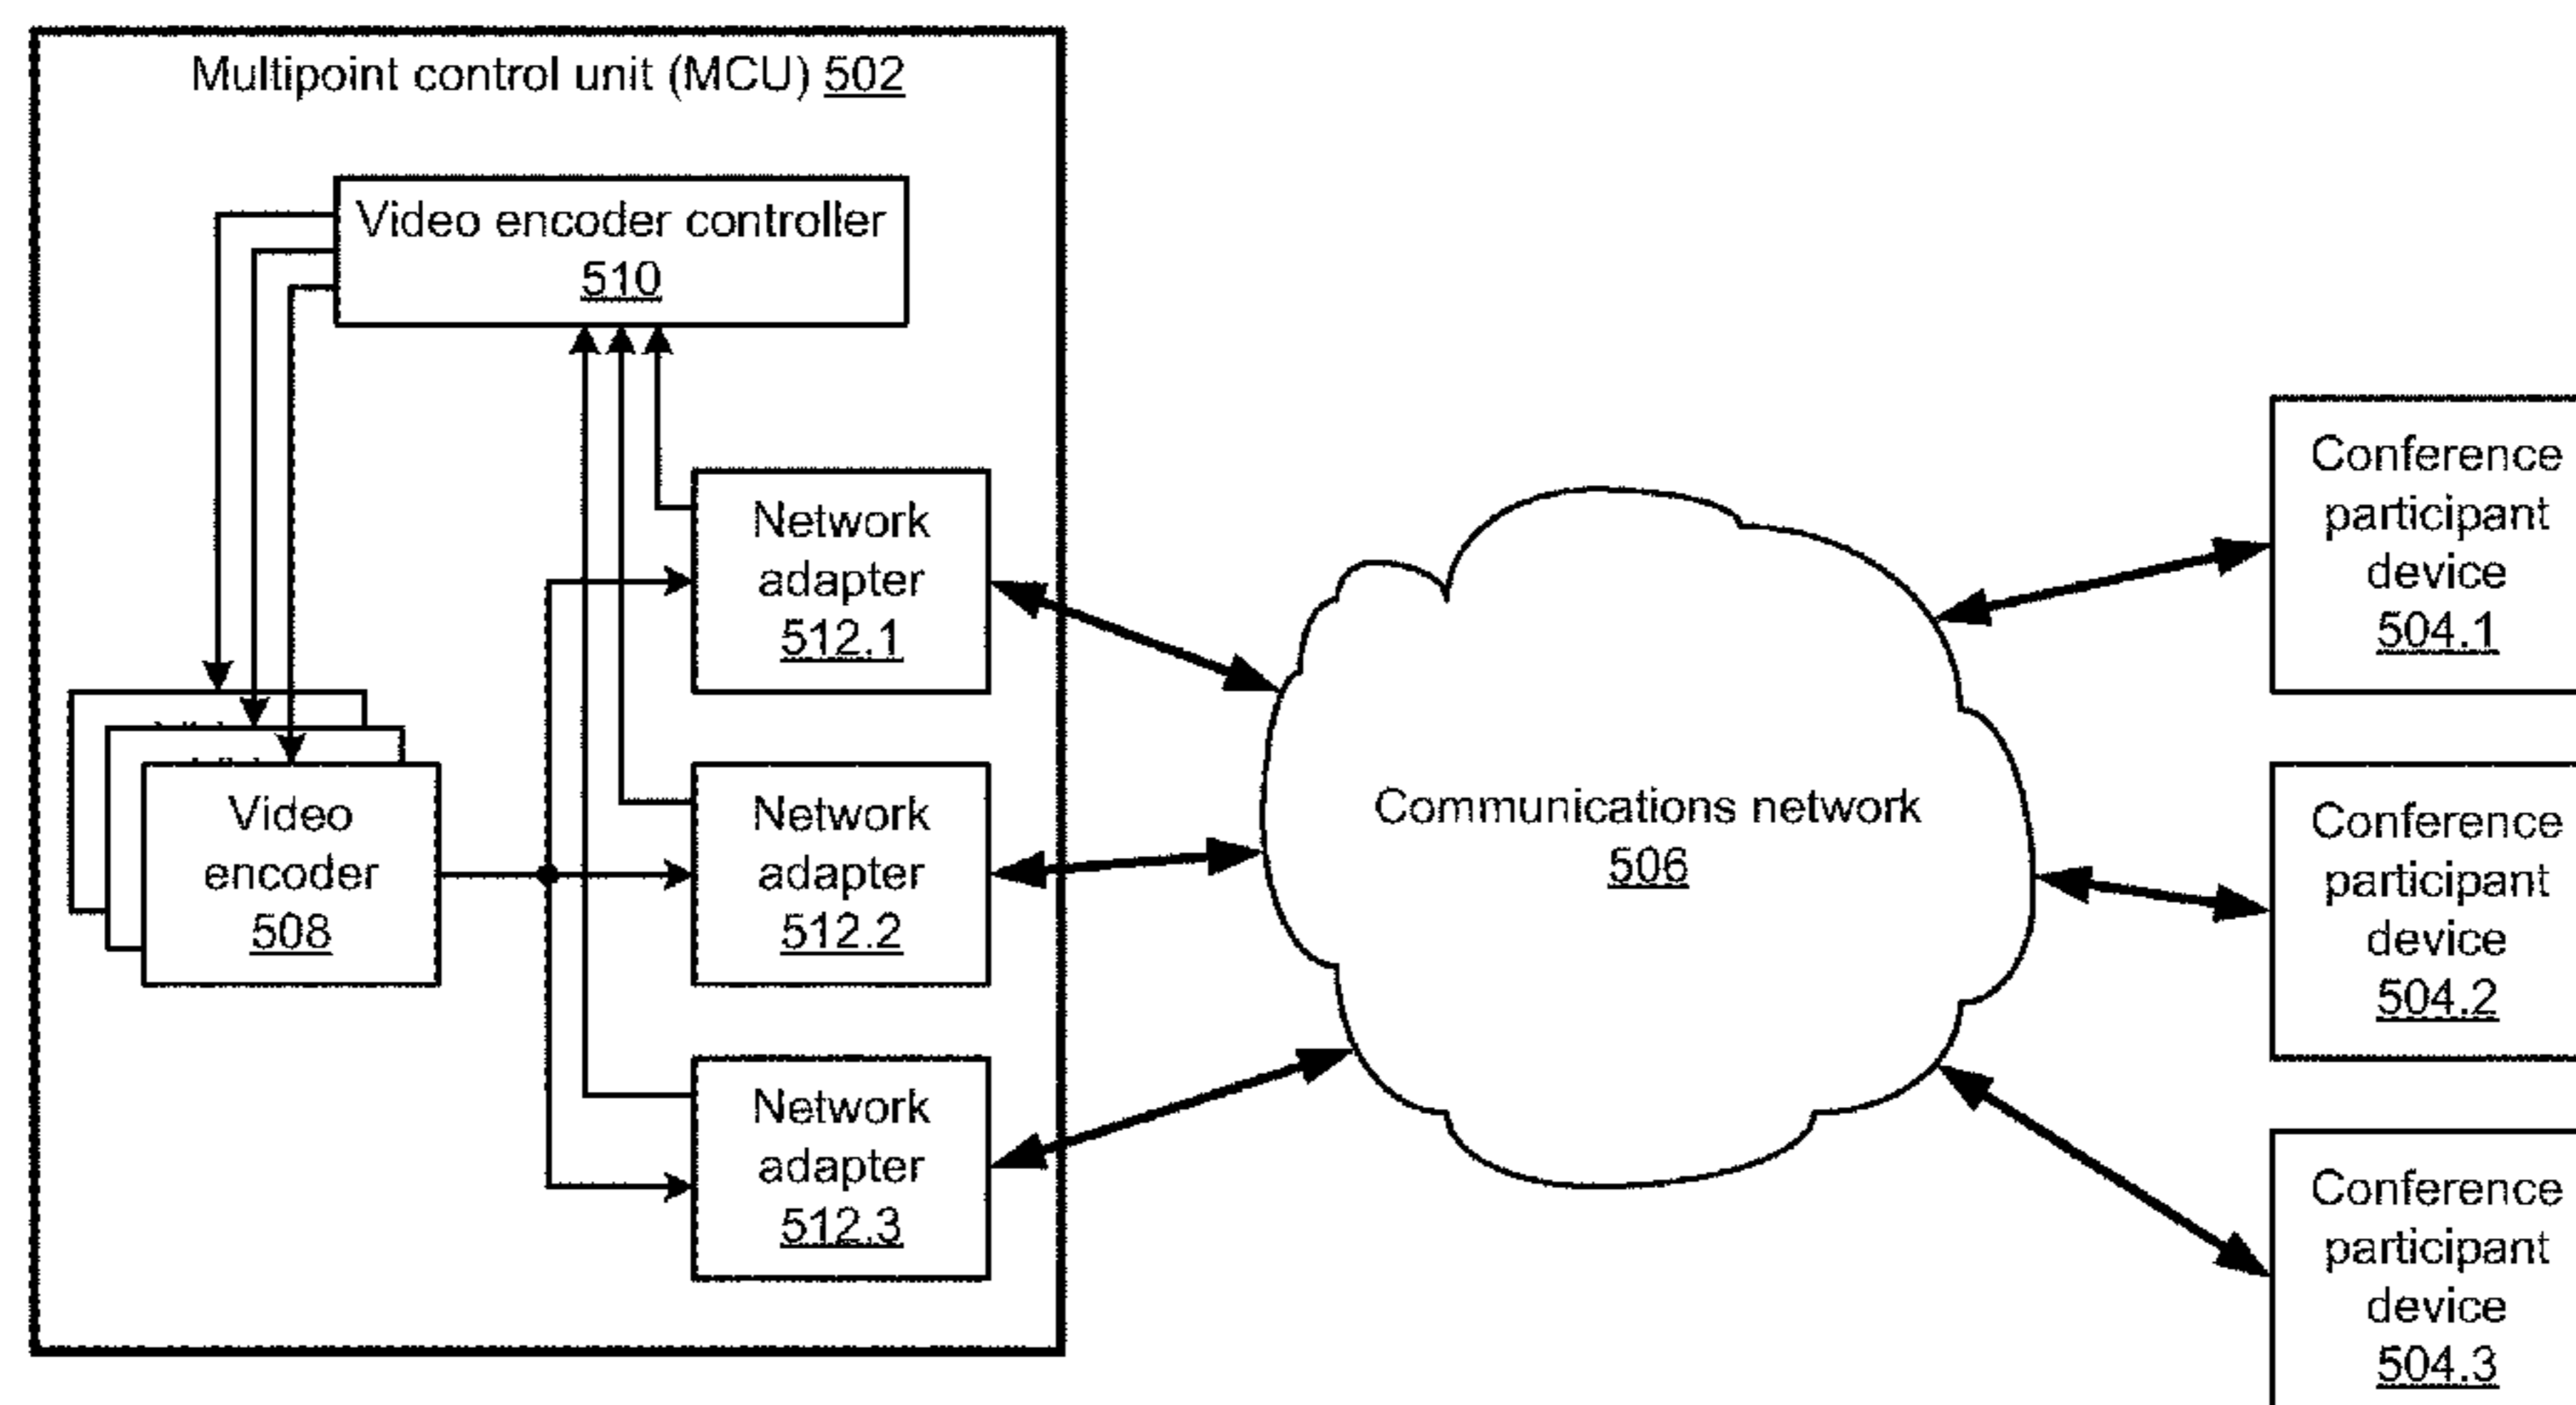 Multipoint control unit (MCU) 502
Video encoder controller
510
Network
adapter
512.1
Video
encoder
508
Network
adapter
512.2
Network
adapter
512.3
Communications network
506
Conference
participant
device
504.1
Conference
participant
device
504.2
Conference
participant
device
504.3